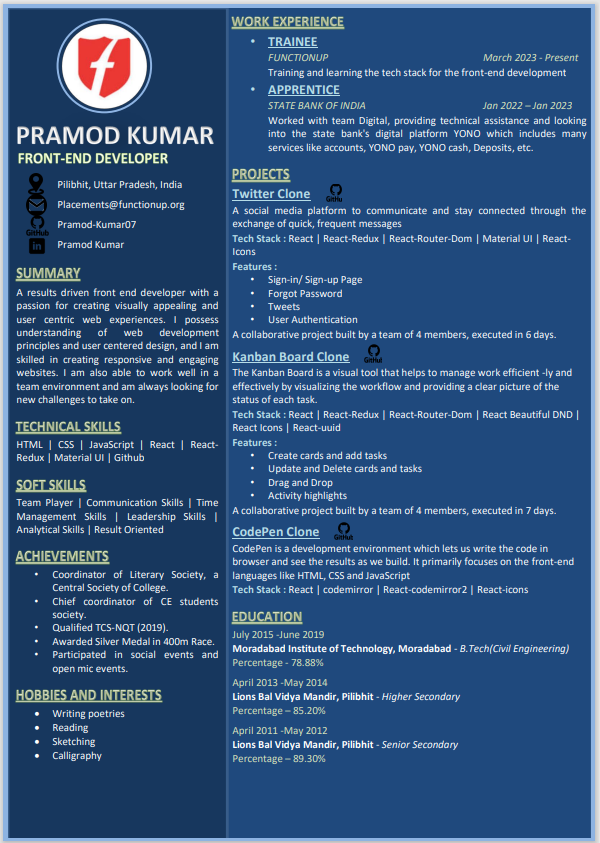 PRAMOD KUMAR
FRONT-END DEVELOPER
Pilibhit, Uttar Pradesh, India
Placements@functionup.org
GitHub
Pramod-Kumar07
in
Pramod Kumar
SUMMARY
A results driven front end developer with a
passion for creating visually appealing and
user centric web experiences. I possess
understanding of web development
principles and user centered design, and I am
skilled in creating responsive and engaging
websites. I am also able to work well in a
team environment and am always looking for
new challenges to take on.
TECHNICAL SKILLS
HTML | CSS | JavaScript | React | React-
Redux | Material UI | Github
SOFT SKILLS
Team Player | Communication Skills | Time
Management Skills | Leadership Skills |
Analytical Skills | Result Oriented
ACHIEVEMENTS
• Coordinator of Literary Society, a
Central Society of College.
• Chief coordinator of CE students
society.
• Qualified TCS-NQT (2019).
• Awarded Silver Medal in 400m Race.
• Participated in social events and
open mic events.
HOBBIES AND INTERESTS
• Writing poetries
• Reading
• Sketching
• Calligraphy
WORK EXPERIENCE
• TRAINEE
FUNCTIONUP March 2023 - Present
Training and learning the tech stack for the front-end development
• APPRENTICE
STATE BANK OF INDIA Jan 2022 – Jan 2023
Worked with team Digital, providing technical assistance and looking
into the state bank's digital platform YONO which includes many
services like accounts, YONO pay, YONO cash, Deposits, etc.
PROJECTS
Twitter Clone GitHu
A social media platform to communicate and stay connected through the
exchange of quick, frequent messages
Tech Stack : React | React-Redux | React-Router-Dom | Material UI | React-
Icons
Features :
• Sign-in/ Sign-up Page
• Forgot Password
• Tweets
• User Authentication
A collaborative project built by a team of 4 members, executed in 6 days.
Kanban Board Clone GitHub
The Kanban Board is a visual tool that helps to manage work efficient -ly and
effectively by visualizing the workflow and providing a clear picture of the
status of each task.
Tech Stack : React | React-Redux | React-Router-Dom | React Beautiful DND |
React Icons | React-uuid
Features :
• Create cards and add tasks
• Update and Delete cards and tasks
• Drag and Drop
• Activity highlights
A collaborative project built by a team of 4 members, executed in 7 days.
CodePen Clone GitHub
CodePen is a development environment which lets us write the code in
browser and see the results as we build. It primarily focuses on the front-end
languages like HTML, CSS and JavaScript
Tech Stack : React | codemirror | React-codemirror2 | React-icons
EDUCATION
July 2015 -June 2019
Moradabad Institute of Technology, Moradabad - B.Tech(Civil Engineering)
Percentage - 78.88%
April 2013 -May 2014
Lions Bal Vidya Mandir, Pilibhit - Higher Secondary
Percentage – 85.20%
April 2011 -May 2012
Lions Bal Vidya Mandir, Pilibhit - Senior Secondary
Percentage – 89.30%